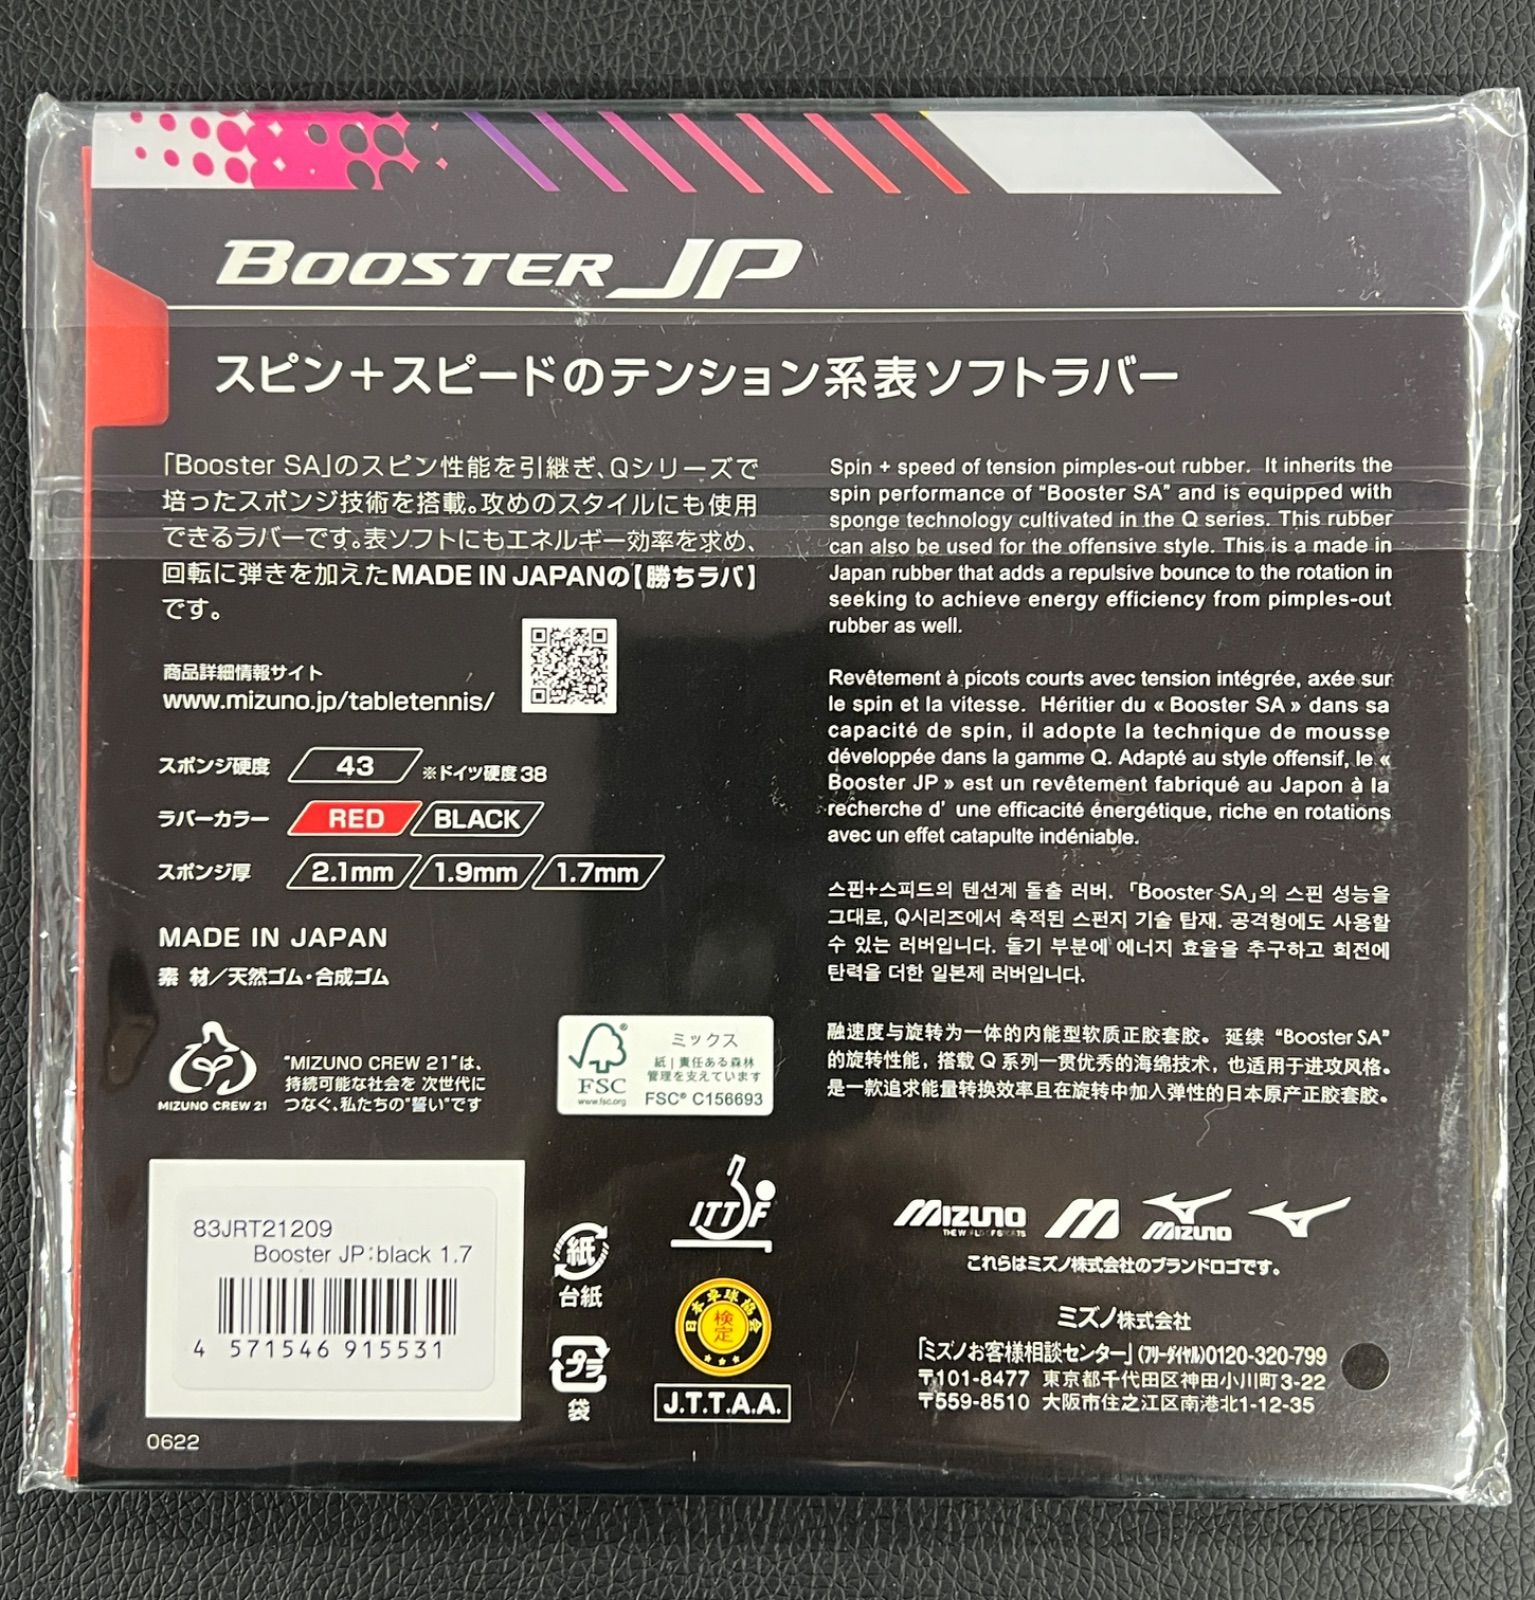 BOOSTER JP
スピン+スピードのテンション系表ソフトラバー
「Booster SA」のスピン性能を引継ぎ、Qシリーズで
培ったスポンジ技術を搭載。攻めのスタイルにも使用
できるラバーです。表ソフトにもエネルギー効率を求め、
回転に弾きを加えたMADE IN JAPANの【勝ちラバ】
です。
商品詳細情報サイト
www.mizuno.jp/tabletennis/
スポンジ硬度 43 ※ドイツ硬度38
ラバーカラー RED BLACK
スポンジ厚 2.1mm 1.9mm 1.7mm
MADE IN JAPAN
素 材/天然ゴム・合成ゴム
MIZUNO CREW 21
"MIZUNO CREW 21"は、
持続可能な社会を 次世代に
つなぐ、私たちの"誓い"です
FSC
www.fsc.org
ミックス
紙|責任ある森林
管理を支えています
FSC® C156693
83JRT21209
Booster JP:black 1.7
4 571546 915531
0622
紙
台紙
プラ
袋
ITTF
日本卓球協会
検定
J.T.T.A.A.
Spin + speed of tension pimples-out rubber. It inherits the
spin performance of “Booster SA” and is equipped with
sponge technology cultivated in the Q series. This rubber
can also be used for the offensive style. This is a made in
Japan rubber that adds a repulsive bounce to the rotation in
seeking to achieve energy efficiency from pimples-out
rubber as well.
Revêtement à picots courts avec tension intégrée, axée sur
le spin et la vitesse. Héritier du « Booster SA » dans sa
capacité de spin, il adopte la technique de mousse
développée dans la gamme Q. Adapté au style offensif, le «
Booster JP » est un revêtement fabriqué au Japon à la
recherche d’ une efficacité énergétique, riche en rotations
avec un effet catapulte indéniable.
스핀+스피드의 텐션계 돌출 러버. 「Booster SA」의 스핀 성능을
그대로, Q시리즈에서 축적된 스펀지 기술 탑재. 공격형에도 사용할
수 있는 러버입니다. 돌기 부분에 에너지 효율을 추구하고 회전에
탄력을 더한 일본제 러버입니다.
融速度与旋转为一体的内能型软质正胶套胶。 延续 “Booster SA”
的旋转性能，搭载 Q 系列一贯优秀的海绵技术，也适用于进攻风格。
是一款追求能量转换效率且在旋转中加入弹性的日本原产正胶套胶。
MIZUNO
MIZUNO
これらはミズノ株式会社のブランドロゴです。
ミズノ株式会社
「ミズノお客様相談センター」(フリーダイヤル)0120-320-799
〒101-8477 東京都千代田区神田小川町3-22
〒559-8510 大阪市住之江区南港北1-12-35